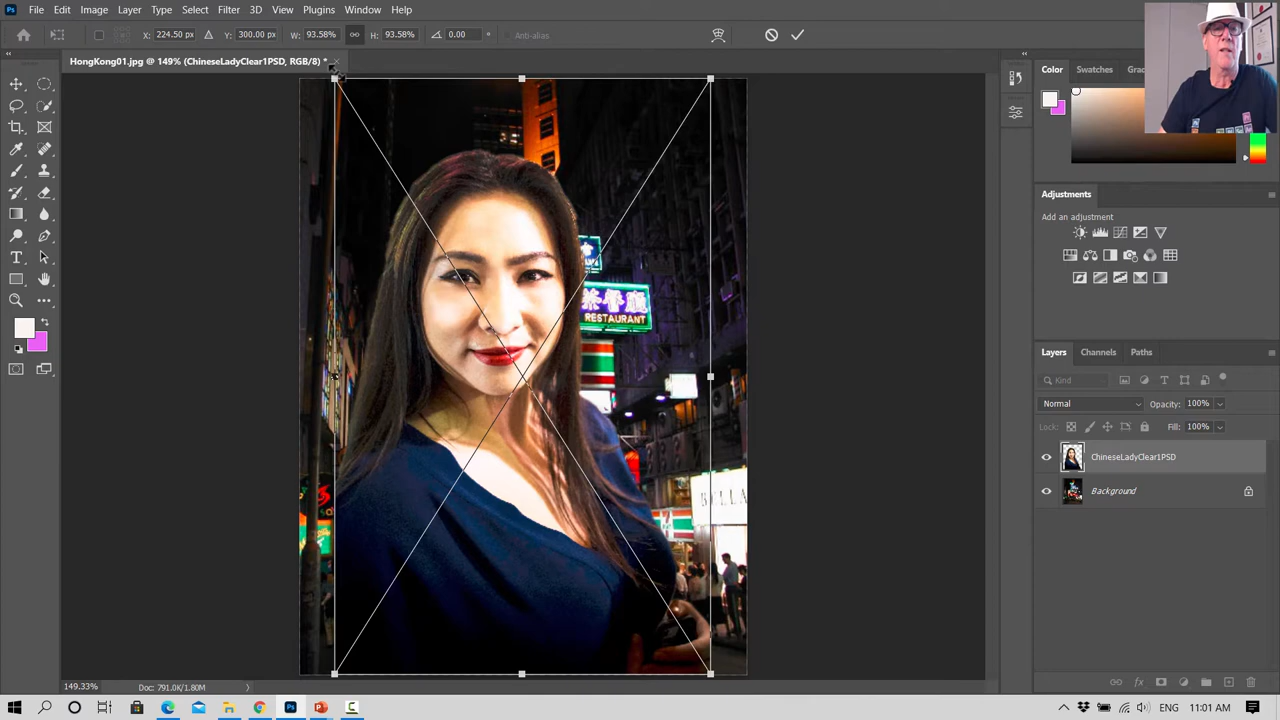 Ps File Edit Image Layer Type Select Filter 3D View Plugins Window Help
X: 224.50 px Y: 300.00 px W: 93.58% H: 93.58% 0.00 ° Anti-alias
HongKong01.jpg @ 149% (ChineseLadyClear1PSD, RGB/8) * ×
Color Swatches Grad
Adjustments
Add an adjustment
RESTAURANT
Layers Channels Paths
Kind
Normal Opacity: 100%
Lock: Fill: 100%
ChineseLadyClear1PSD
Background
149.33% Doc: 791.0K/1.80M
Ps ENG 11:01 AM